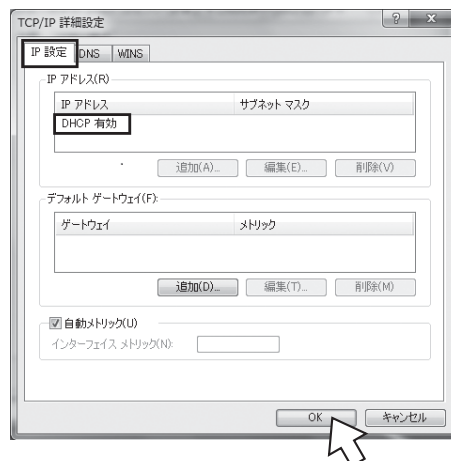 TCP/IP 詳細設定
IP 設定 DNS WINS
IP アドレス(R)
IP アドレス サブネット マスク
DHCP 有効
追加(A)... 編集(E)... 削除(V)
デフォルト ゲートウェイ(F):
ゲートウェイ メトリック
追加(D)... 編集(T)... 削除(M)
自動メトリック(U)
インターフェイス メトリック(N):
OK キャンセル